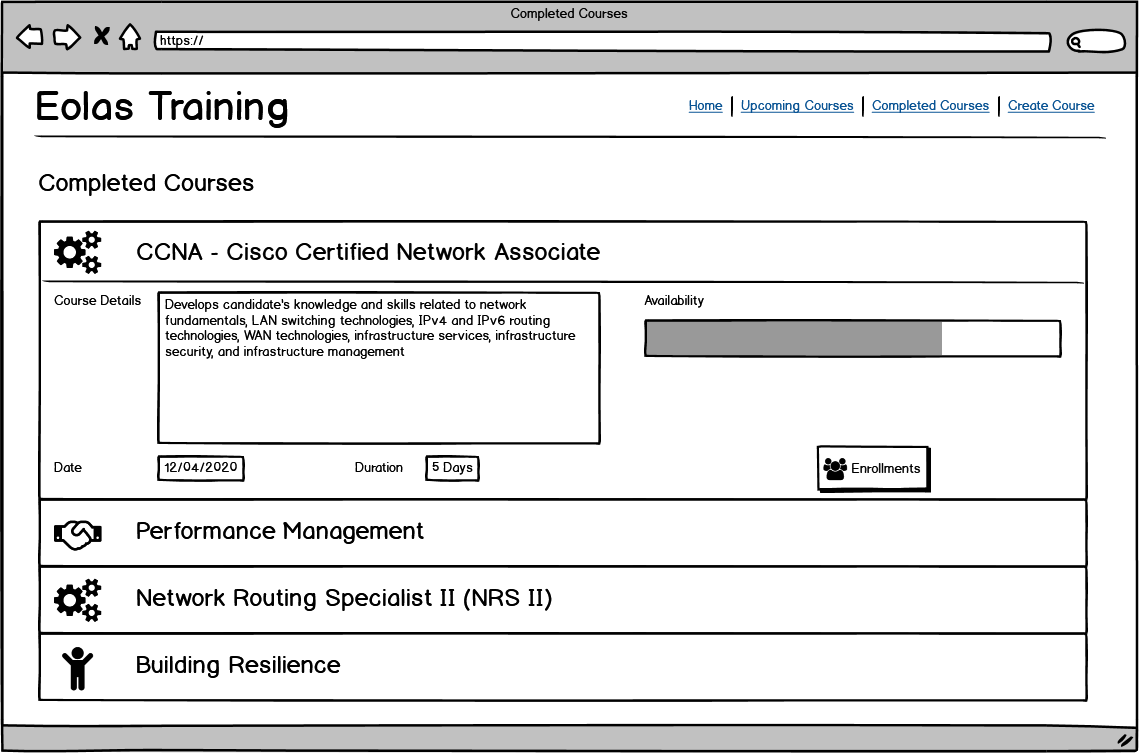 Completed Courses
https://
Eolas Training
Home | Upcoming Courses | Completed Courses | Create Course
Completed Courses
CCNA - Cisco Certified Network Associate
Course Details
Develops candidate's knowledge and skills related to network
fundamentals, LAN switching technologies, IPv4 and IPv6 routing
technologies, WAN technologies, infrastructure services, infrastructure
security, and infrastructure management
Availability
Date 12/04/2020 Duration 5 Days Enrollments
Performance Management
Network Routing Specialist II (NRS II)
Building Resilience